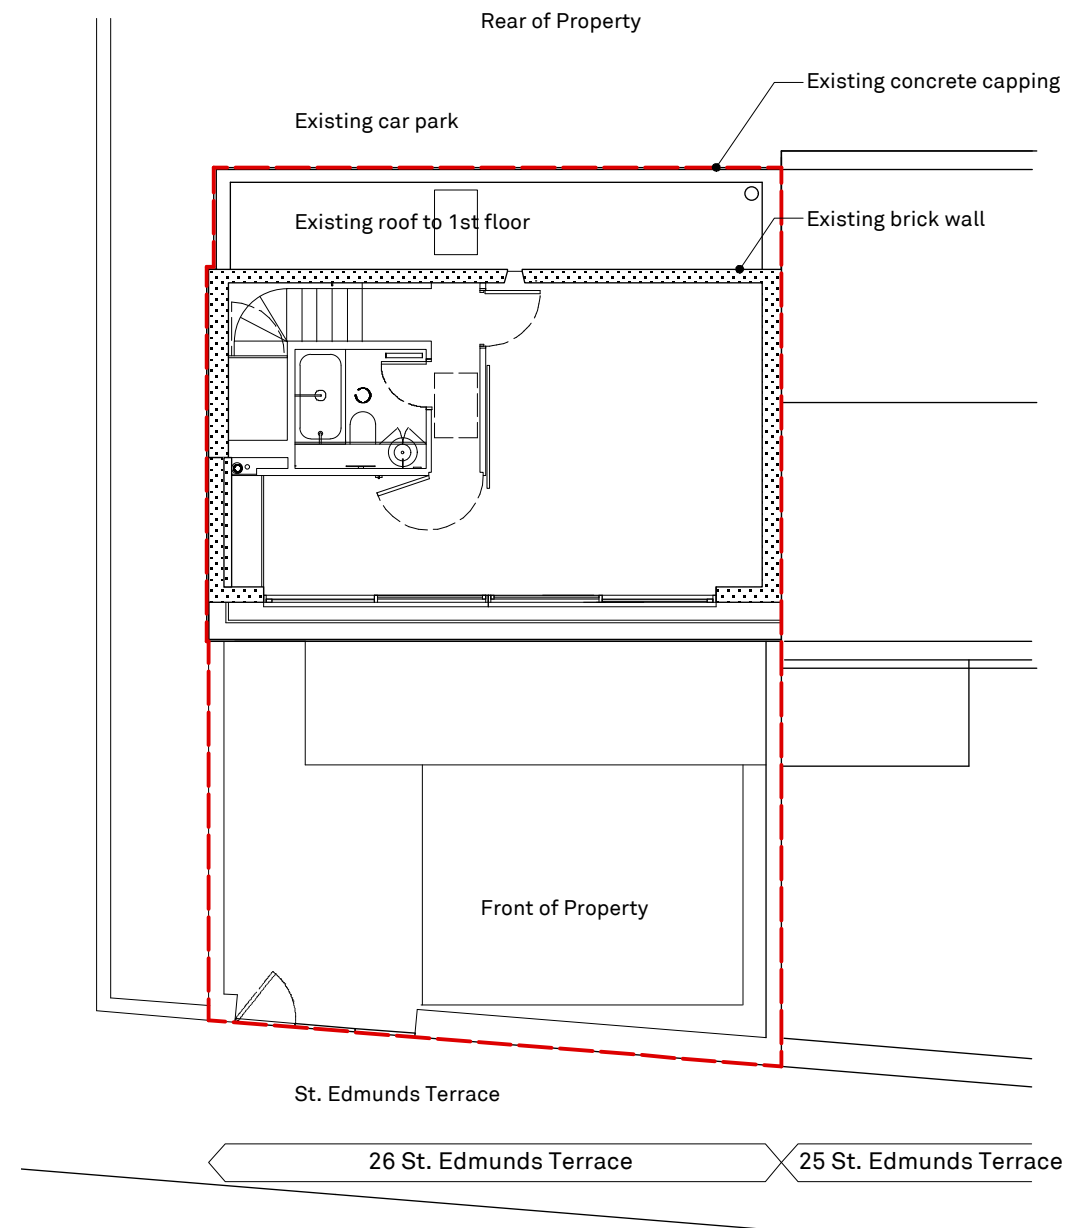 Rear of Property
Existing concrete capping
Existing car park
Existing roof to 1st floor
Existing brick wall
Front of Property
St. Edmunds Terrace
26 St. Edmunds Terrace
25 St. Edmunds Terrace